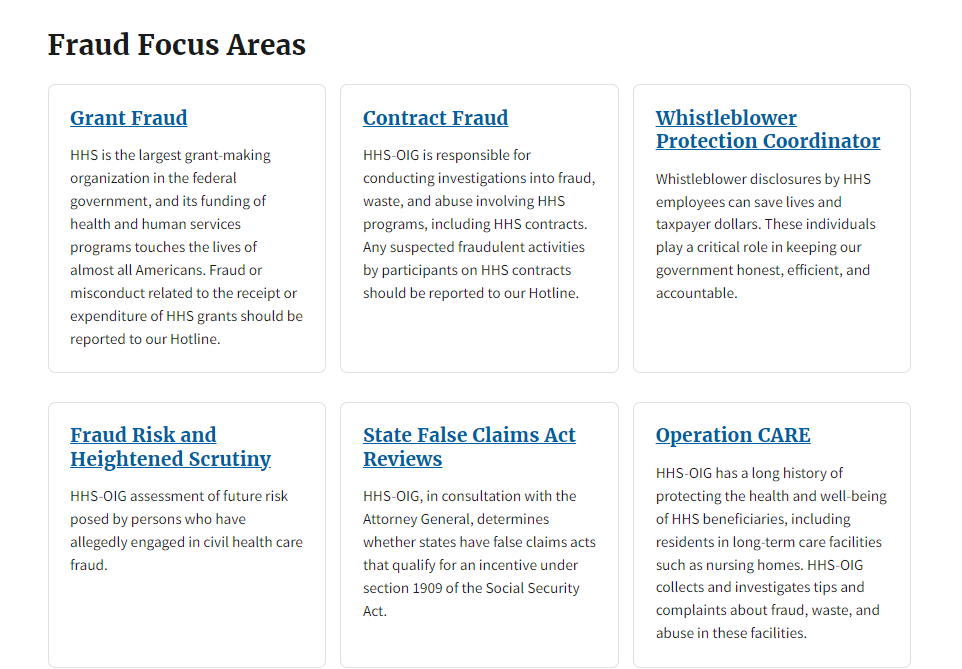 Fraud Focus Areas
Grant Fraud
HHS is the largest grant-making
organization in the federal
government, and its funding of
health and human services
programs touches the lives of
almost all Americans. Fraud or
misconduct related to the receipt or
expenditure of HHS grants should be
reported to our Hotline.
Contract Fraud
HHS-OIG is responsible for
conducting investigations into fraud,
waste, and abuse involving HHS
programs, including HHS contracts.
Any suspected fraudulent activities
by participants on HHS contracts
should be reported to our Hotline.
Whistleblower
Protection Coordinator
Whistleblower disclosures by HHS
employees can save lives and
taxpayer dollars. These individuals
play a critical role in keeping our
government honest, efficient, and
accountable.
Fraud Risk and
Heightened Scrutiny
HHS-OIG assessment of future risk
posed by persons who have
allegedly engaged in civil health care
fraud.
State False Claims Act
Reviews
HHS-OIG, in consultation with the
Attorney General, determines
whether states have false claims acts
that qualify for an incentive under
section 1909 of the Social Security
Act.
Operation CARE
HHS-OIG has a long history of
protecting the health and well-being
of HHS beneficiaries, including
residents in long-term care facilities
such as nursing homes. HHS-OIG
collects and investigates tips and
complaints about fraud, waste, and
abuse in these facilities.